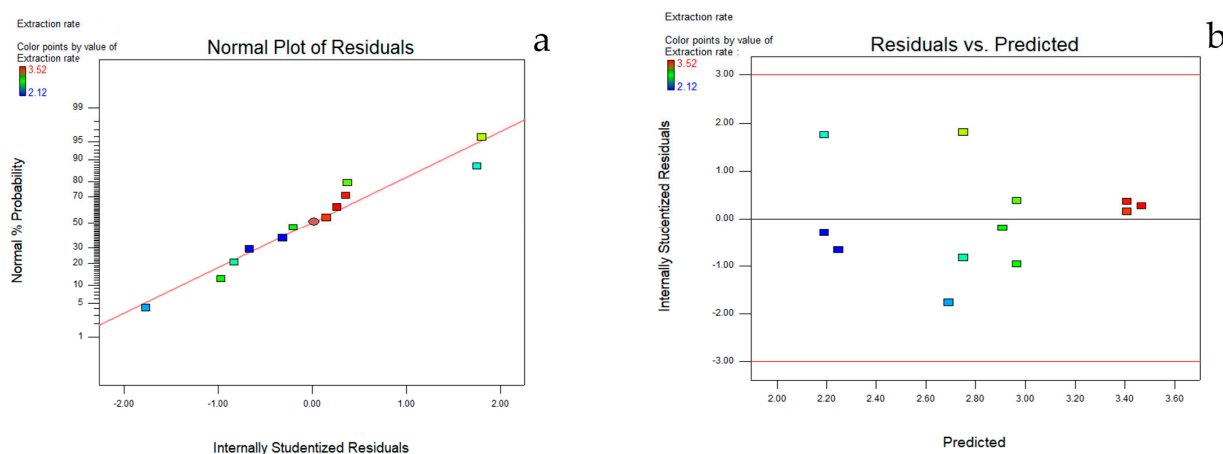 Extraction rate
Color points by value of
Extraction rate
3.52
2.12
Normal Plot of Residuals
a
Normal % Probability
99
95
90
80
70
50
30
20
10
5
1
-2.00
-1.00
0.00
1.00
2.00
Internally Studentized Residuals
Extraction rate
Color points by value of
Extraction rate :
3.52
2.12
Residuals vs. Predicted
b
Internally Stucentized Residuals
3.00
2.00
1.00
0.00
-1.00
-2.00
-3.00
2.00
2.20
2.40
2.60
2.80
3.00
3.20
3.40
3.60
Predicted